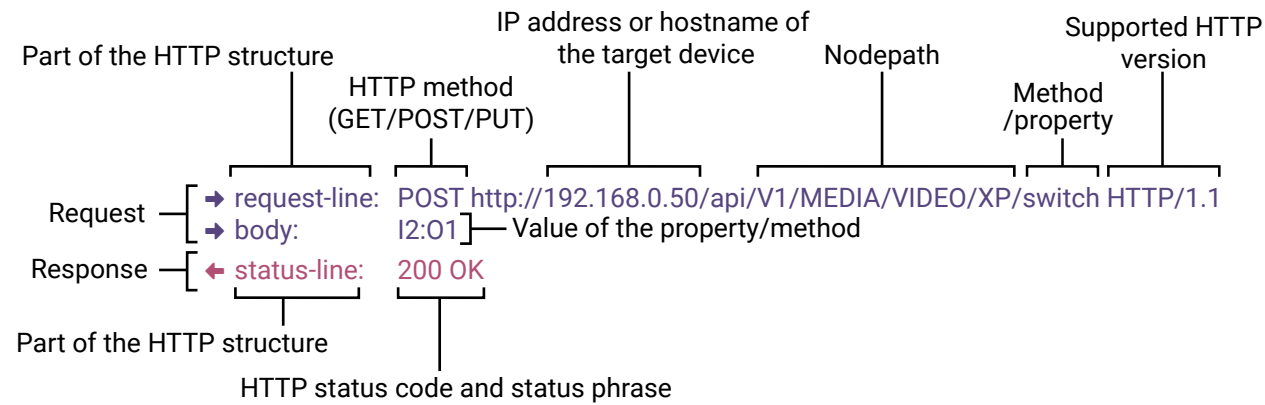 Part of the HTTP structure
HTTP method
(GET/POST/PUT)
IP address or hostname of
the target device
Nodepath
Method
/property
Supported HTTP
version
Request
➜ request-line: POST http://192.168.0.50/api/V1/MEDIA/VIDEO/XP/switch HTTP/1.1
➜ body: I2:O1
Value of the property/method
Response
🡸 status-line: 200 OK
Part of the HTTP structure
HTTP status code and status phrase